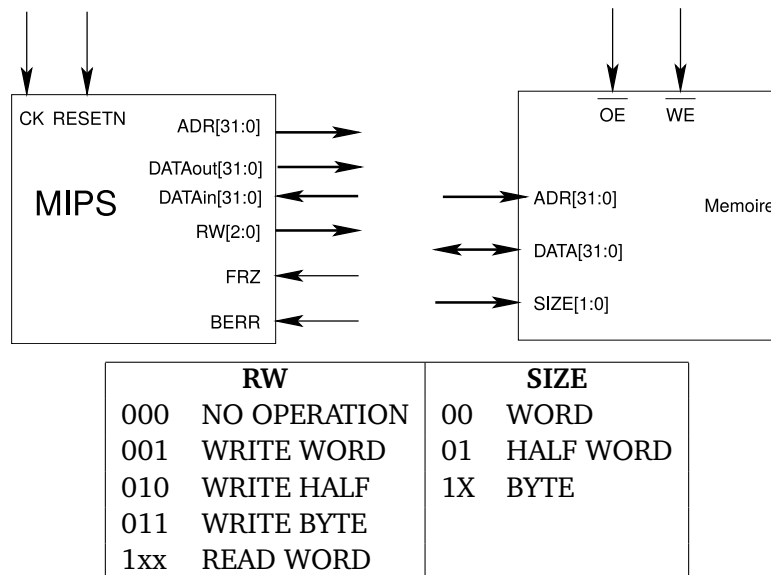 CK RESETN
ADR[31:0]
DATAout[31:0]
MIPS
DATAin[31:0]
RW[2:0]
FRZ
BERR
OE WE
ADR[31:0]
Memoire
DATA[31:0]
SIZE[1:0]
RW SIZE
000 NO OPERATION 00 WORD
001 WRITE WORD 01 HALF WORD
010 WRITE HALF 1X BYTE
011 WRITE BYTE
1xx READ WORD